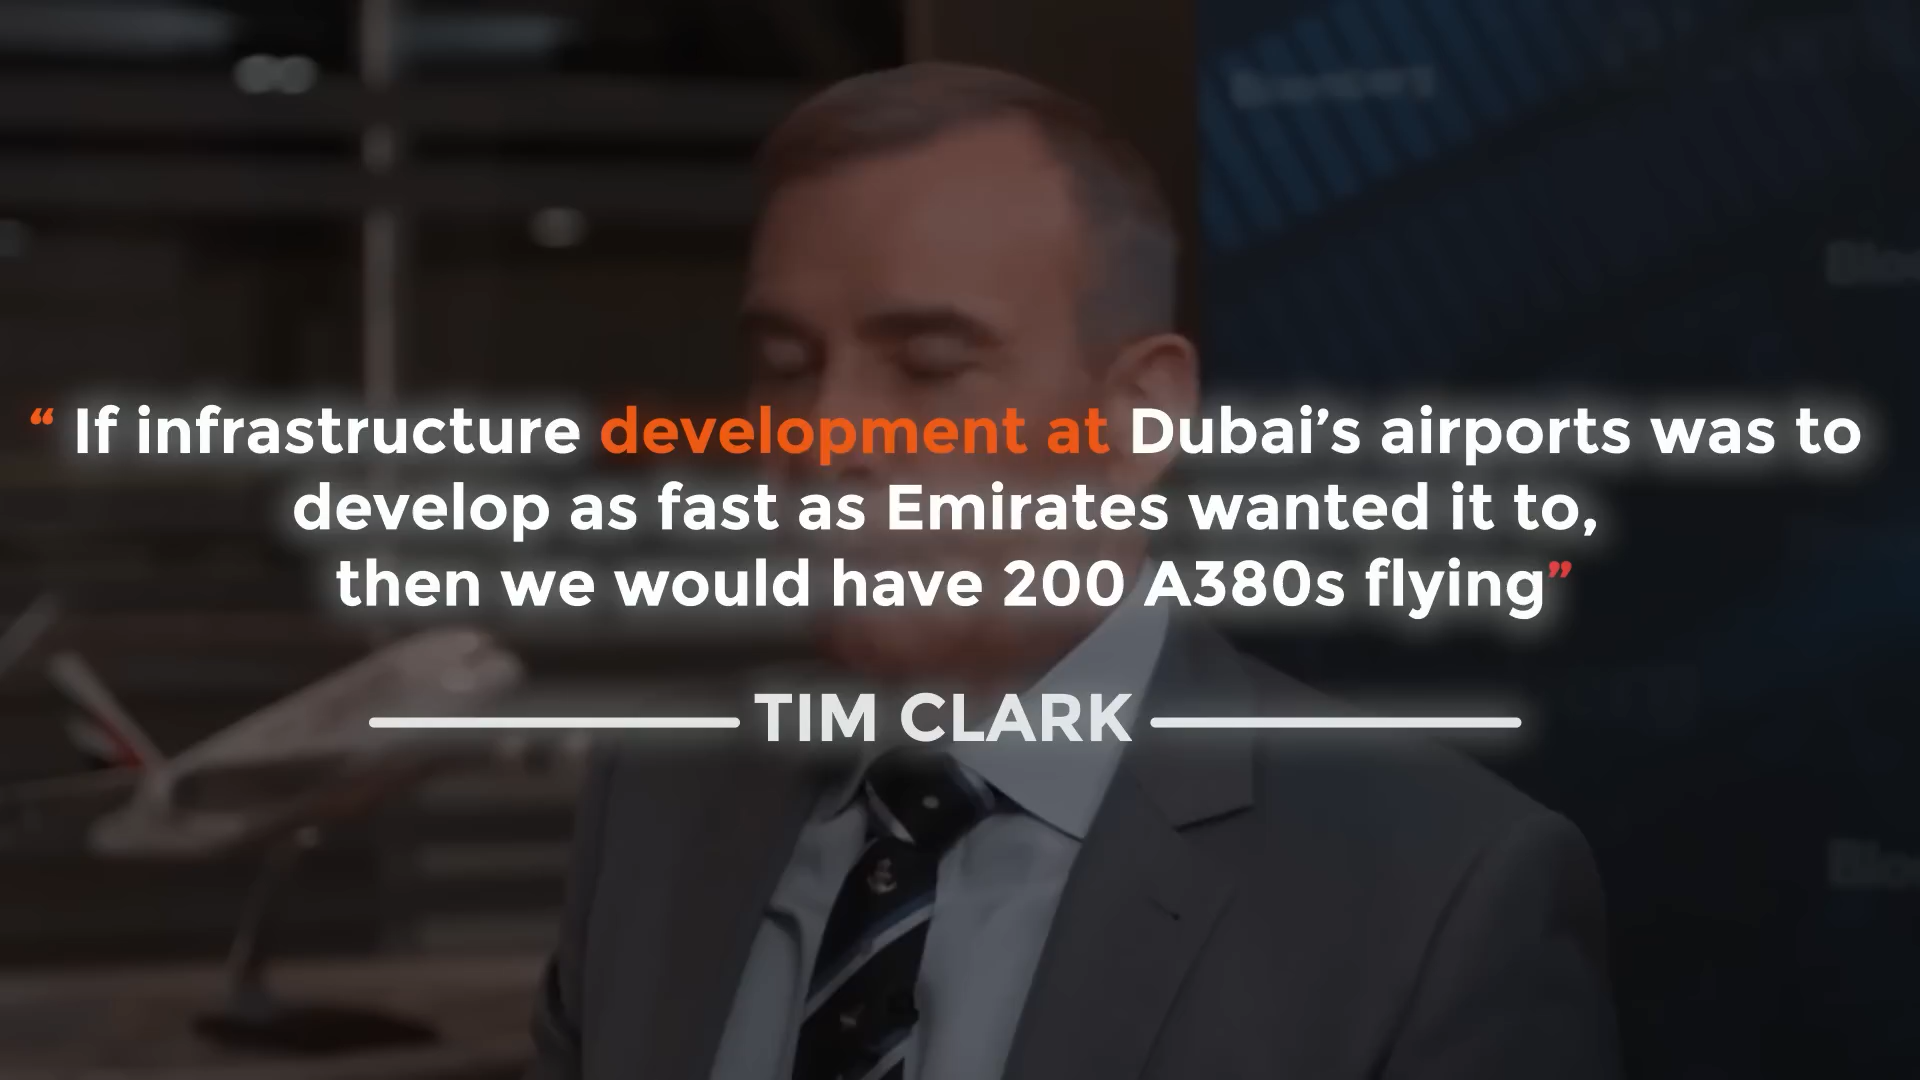 “ If infrastructure development at Dubai’s airports was to
develop as fast as Emirates wanted it to,
then we would have 200 A380s flying”
TIM CLARK